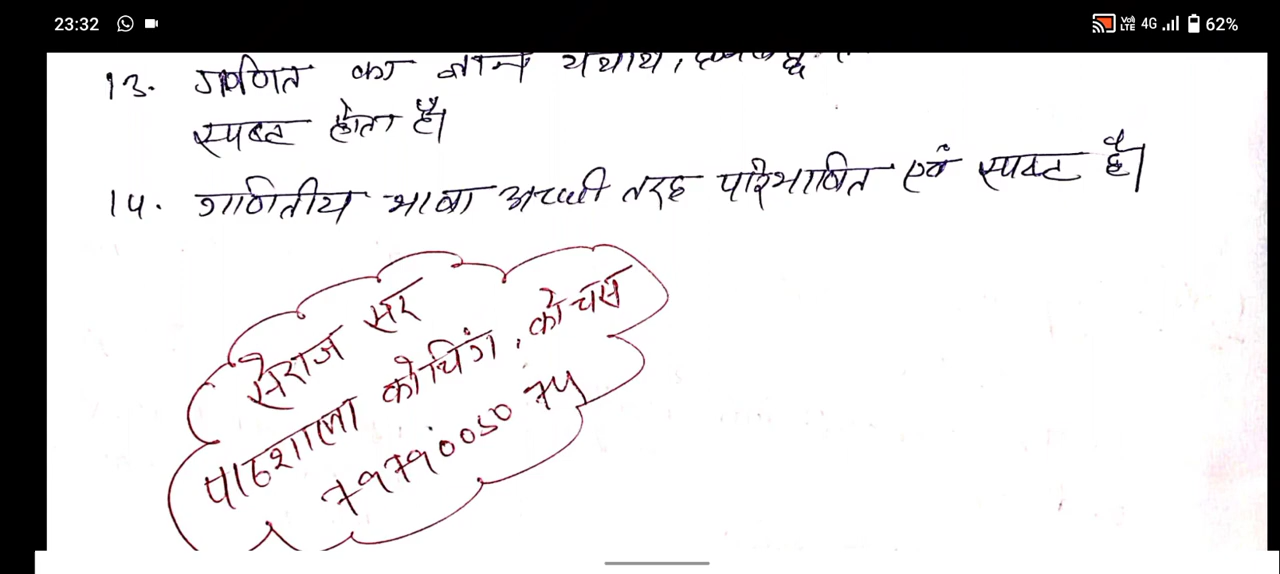 23:32 4G 62%
13. गणित का ज्ञान यथार्थ,
स्पष्ट होता है।
14. गणितीय भाषा अच्छी तरह परिभाषित एवं स्पष्ट है।
सेराज सर
पाठशाला कोचिंग, कोचस
7979005074